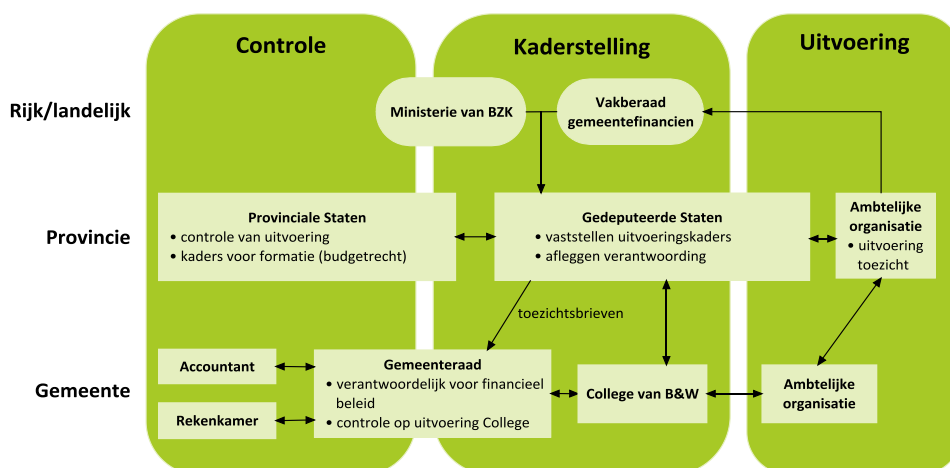 Controle
Kaderstelling
Uitvoering
Rijk/landelijk
Ministerie van BZK
Vakberaad
gemeentefinancien
Provincie
Provinciale Staten
• controle van uitvoering
• kaders voor formatie (budgetrecht)
Gedeputeerde Staten
• vaststellen uitvoeringskaders
• afleggen verantwoording
Ambtelijke
organisatie
• uitvoering
toezicht
toezichtsbrieven
Gemeente
Accountant
Rekenkamer
Gemeenteraad
• verantwoordelijk voor financieel
beleid
• controle op uitvoering College
College van B&W
Ambtelijke
organisatie